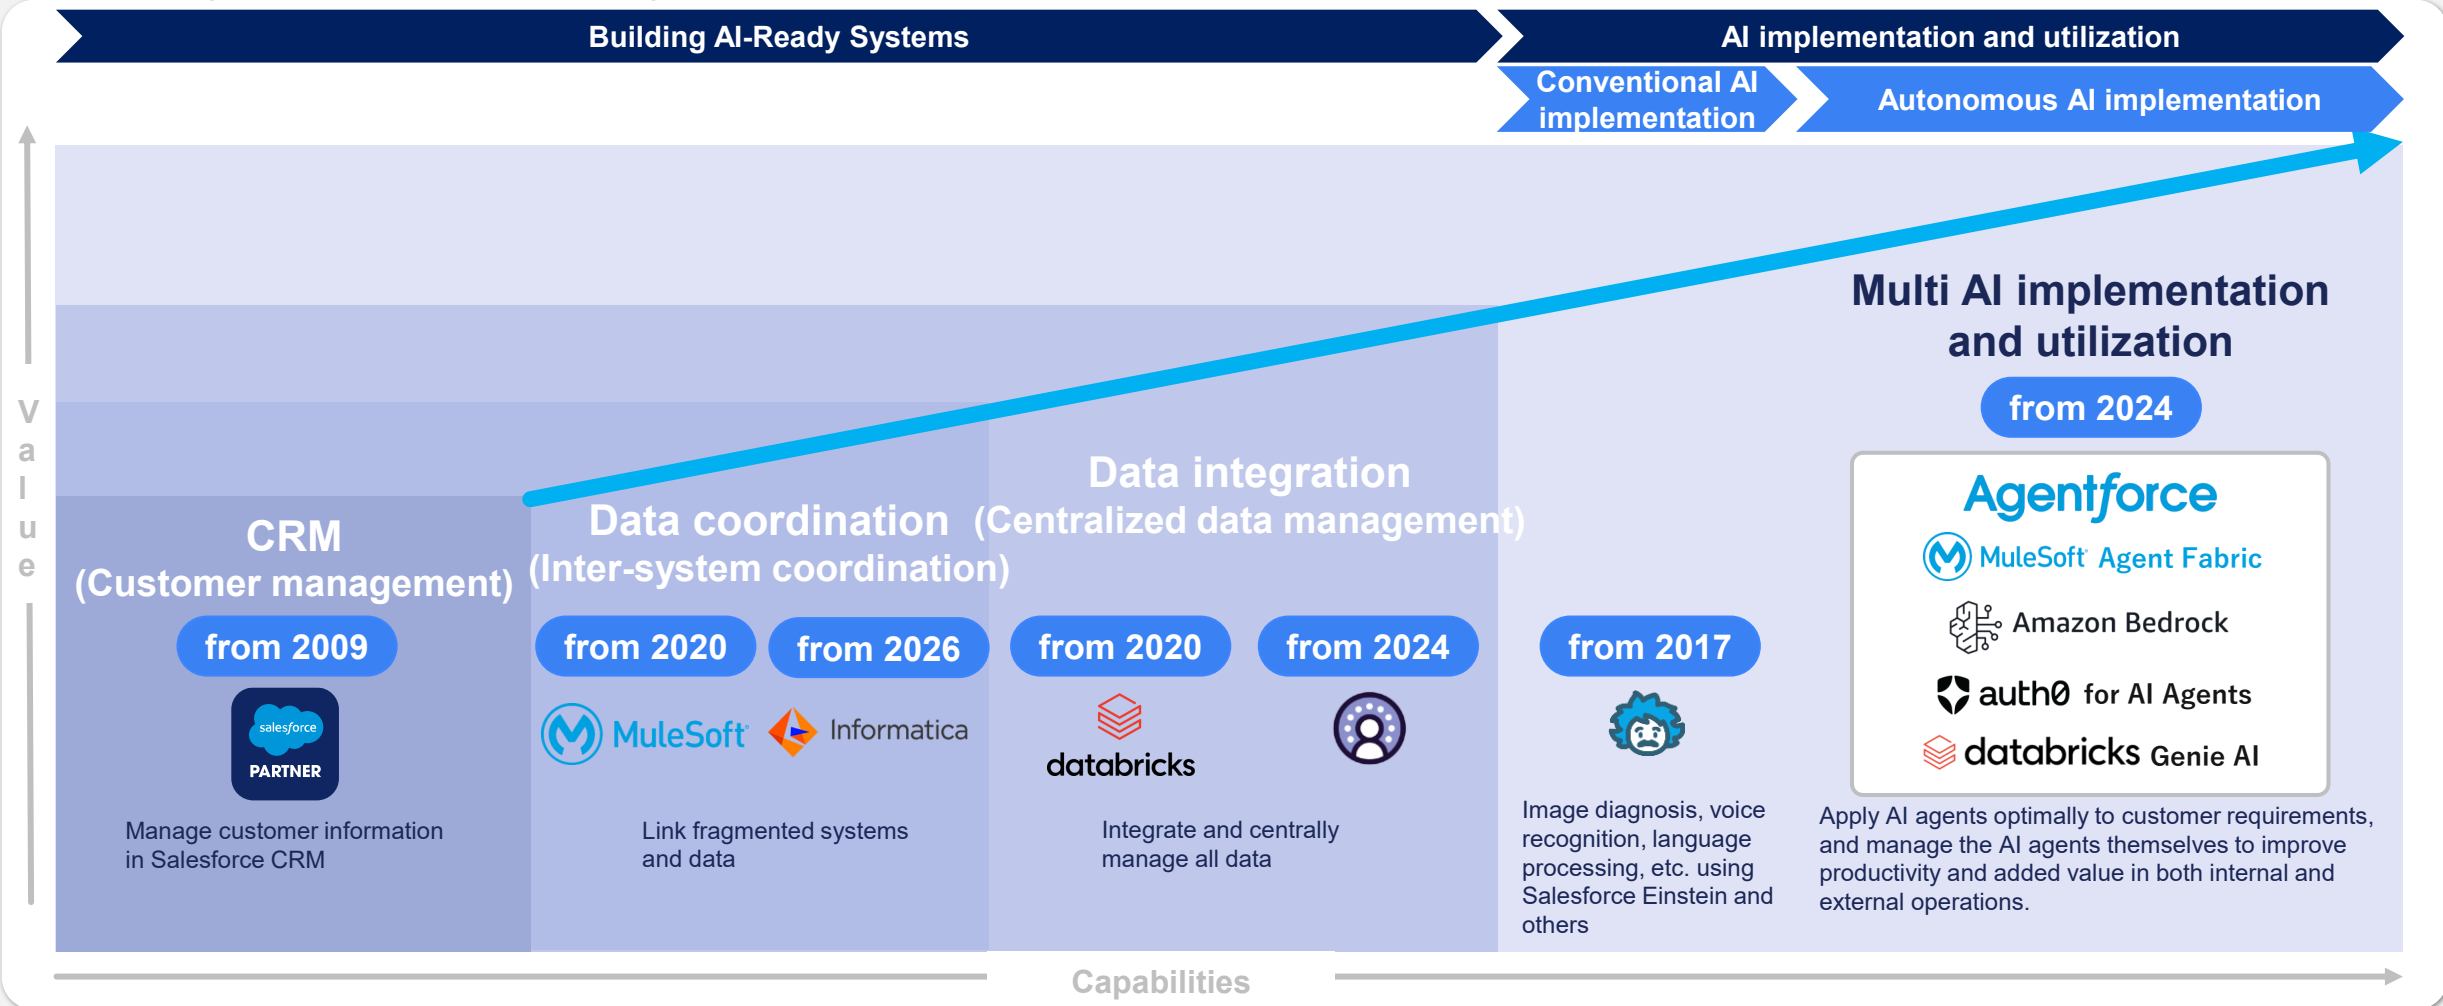 Building AI-Ready Systems
AI implementation and utilization
Conventional AI
implementation
Autonomous AI implementation
Value
Multi AI implementation
and utilization
from 2024
Agentforce
MuleSoft Agent Fabric
Amazon Bedrock
auth0 for AI Agents
databricks Genie AI
Apply AI agents optimally to customer requirements,
and manage the AI agents themselves to improve
productivity and added value in both internal and
external operations.
CRM
(Customer management)
from 2009
salesforce
PARTNER
Manage customer information
in Salesforce CRM
Data coordination
(Inter-system coordination)
from 2020
from 2026
MuleSoft
Informatica
Link fragmented systems
and data
Data integration
(Centralized data management)
from 2020
from 2024
databricks
Integrate and centrally
manage all data
from 2017
Image diagnosis, voice
recognition, language
processing, etc. using
Salesforce Einstein and
others
Capabilities